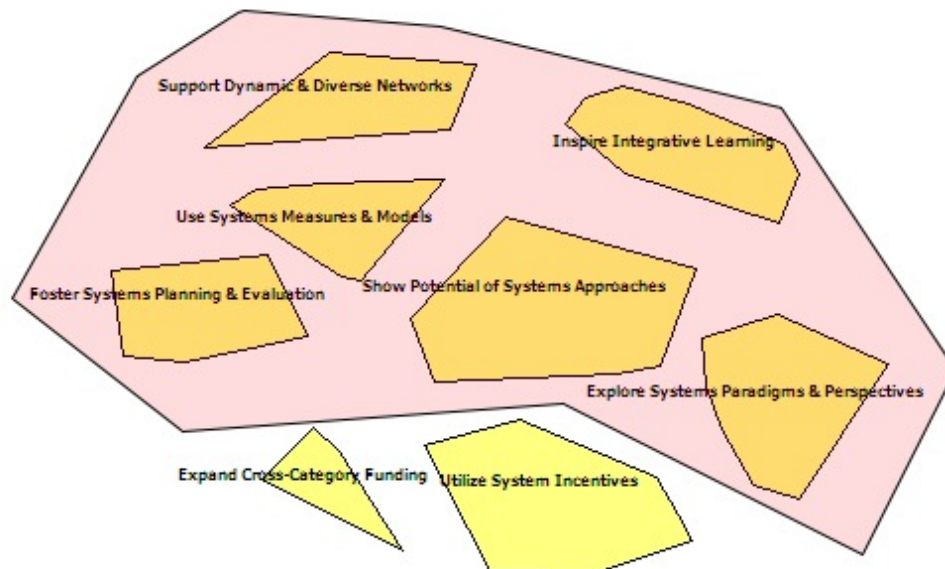 Support Dynamic & Diverse Networks
Inspire Integrative Learning
Use Systems Measures & Models
Foster Systems Planning & Evaluation
Show Potential of Systems Approaches
Explore Systems Paradigms & Perspectives
Expand Cross-Category Funding
Utilize System Incentives